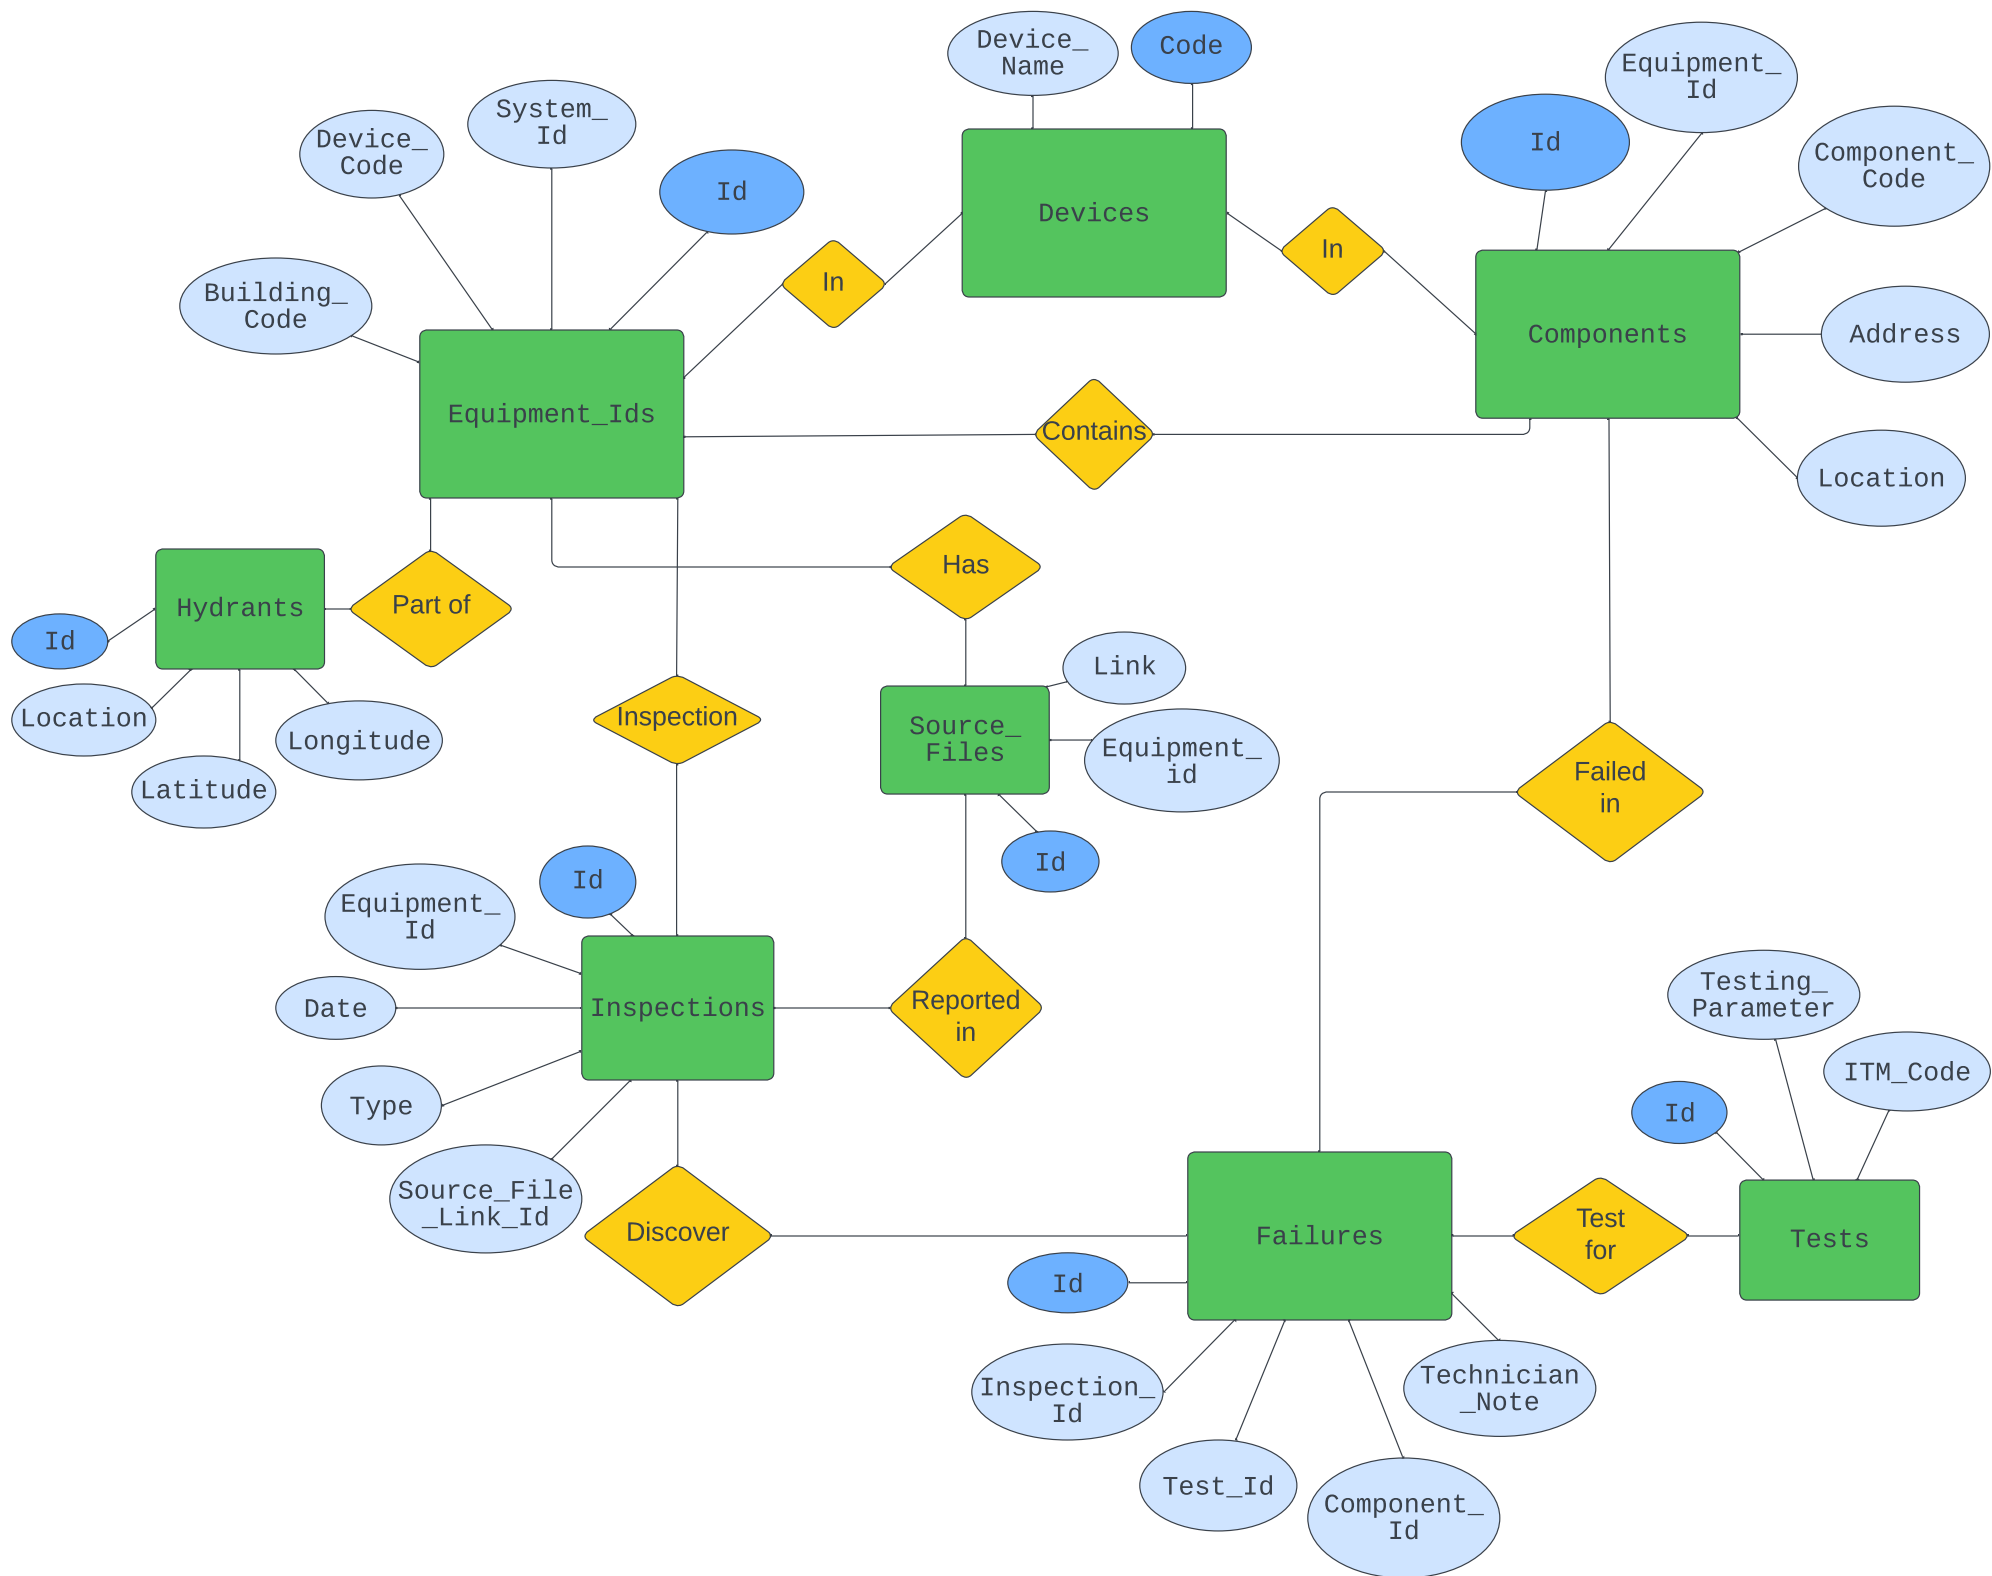 Device_
Name
Code
Equipment_
Id
System_
Id
Id
Device_
Code
Component_
Code
Id
Devices
In
In
Building_
Code
Components
Address
Equipment_Ids
Contains
Location
Has
Hydrants
Part of
Id
Link
Location
Inspection
Source_
Files
Longitude
Equipment_
id
Latitude
Failed
in
Id
Id
Equipment_
Id
Testing_
Parameter
Date
Inspections
Reported
in
ITM_Code
Type
Id
Source_File
_Link_Id
Discover
Failures
Test
for
Tests
Id
Inspection_
Id
Technician
_Note
Test_Id
Component_
Id